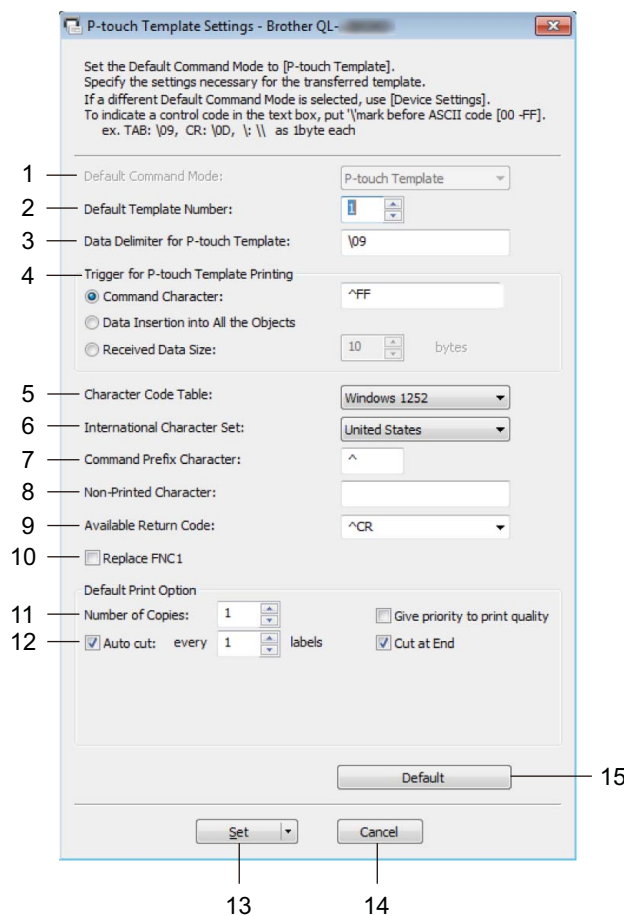 P-touch Template Settings - Brother QL-
Set the Default Command Mode to [P-touch Template].
Specify the settings necessary for the transferred template.
If a different Default Command Mode is selected, use [Device Settings].
To indicate a control code in the text box, put '\'mark before ASCII code [00 -FF].
ex. TAB: \09, CR: \0D, \: \\ as 1byte each
1 Default Command Mode: P-touch Template
2 Default Template Number: 1
3 Data Delimiter for P-touch Template: \09
4 Trigger for P-touch Template Printing
Command Character: ^FF
Data Insertion into All the Objects
Received Data Size: 10 bytes
5 Character Code Table: Windows 1252
6 International Character Set: United States
7 Command Prefix Character: ^
8 Non-Printed Character:
9 Available Return Code: ^CR
10 Replace FNC1
Default Print Option
11 Number of Copies: 1 Give priority to print quality
12 Auto cut: every 1 labels Cut at End
Default 15
Set Cancel
13 14